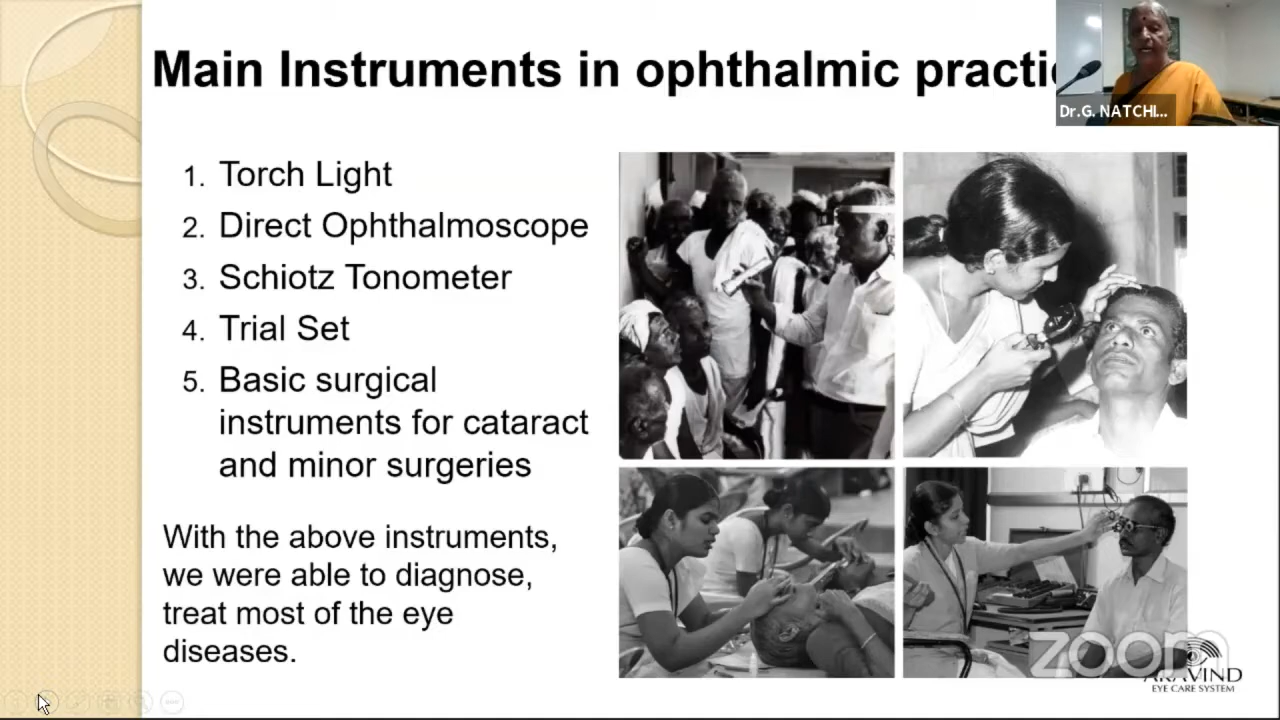 Main Instruments in ophthalmic practi
Dr.G. NATCHI...
1. Torch Light
2. Direct Ophthalmoscope
3. Schiotz Tonometer
4. Trial Set
5. Basic surgical
instruments for cataract
and minor surgeries
With the above instruments,
we were able to diagnose,
treat most of the eye
diseases.
zoom
ARAVIND
EYE CARE SYSTEM